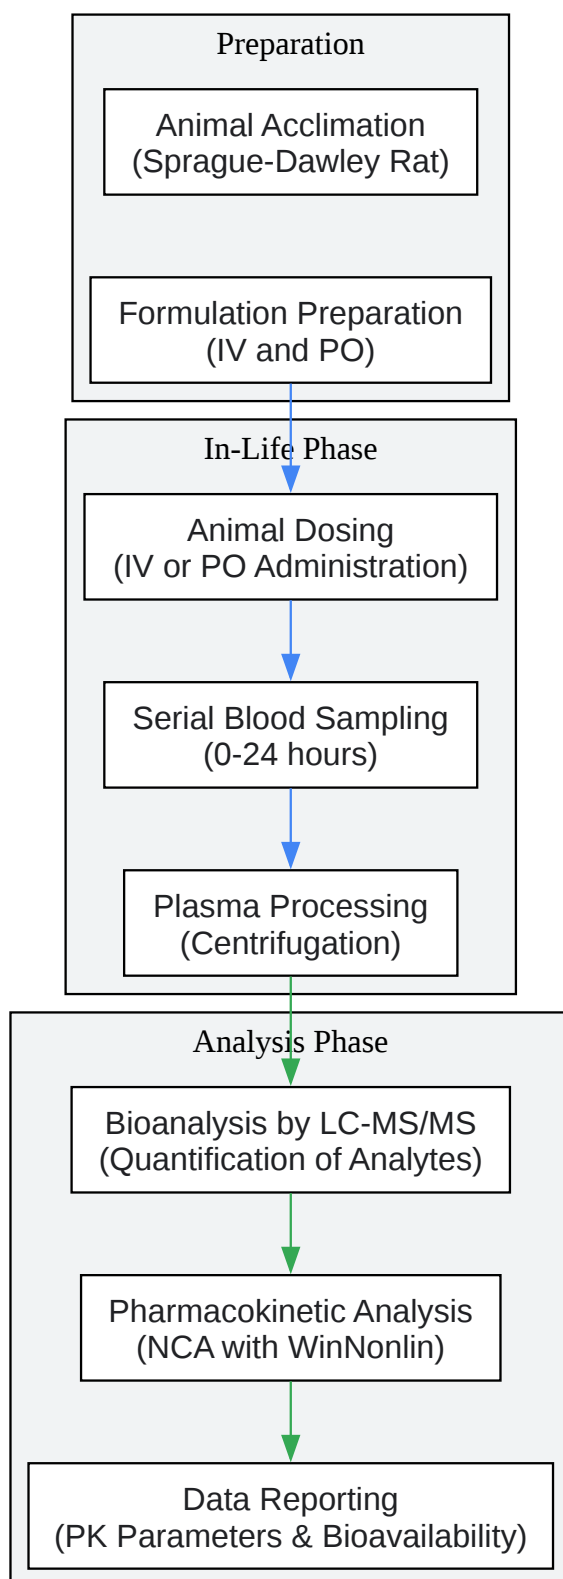 Preparation
Animal Acclimation
(Sprague-Dawley Rat)
Formulation Preparation
(IV and PO)
In-Life Phase
Animal Dosing
(IV or PO Administration)
Serial Blood Sampling
(0-24 hours)
Plasma Processing
(Centrifugation)
Analysis Phase
Bioanalysis by LC-MS/MS
(Quantification of Analytes)
Pharmacokinetic Analysis
(NCA with WinNonlin)
Data Reporting
(PK Parameters & Bioavailability)